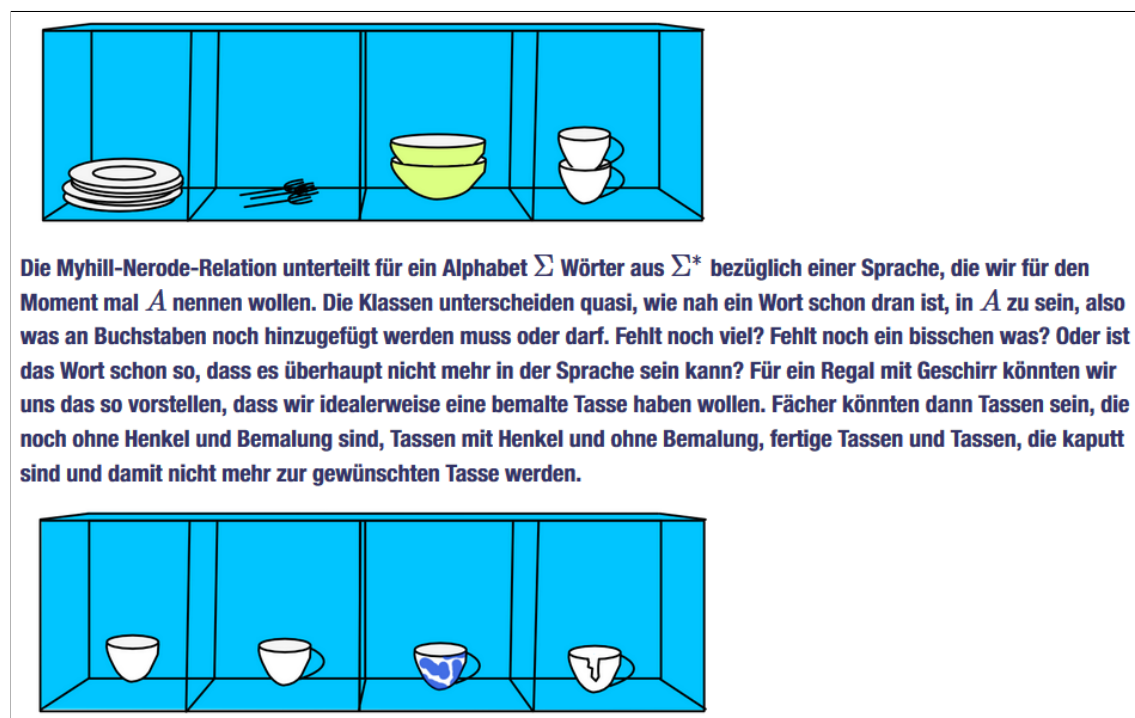 Die Myhill-Nerode-Relation unterteilt für ein Alphabet Σ Wörter aus Σ* bezüglich einer Sprache, die wir für den
Moment mal A nennen wollen. Die Klassen unterscheiden quasi, wie nah ein Wort schon dran ist, in A zu sein, also
was an Buchstaben noch hinzugefügt werden muss oder darf. Fehlt noch viel? Fehlt noch ein bisschen was? Oder ist
das Wort schon so, dass es überhaupt nicht mehr in der Sprache sein kann? Für ein Regal mit Geschirr könnten wir
uns das so vorstellen, dass wir idealerweise eine bemalte Tasse haben wollen. Fächer könnten dann Tassen sein, die
noch ohne Henkel und Bemalung sind, Tassen mit Henkel und ohne Bemalung, fertige Tassen und Tassen, die kaputt
sind und damit nicht mehr zur gewünschten Tasse werden.